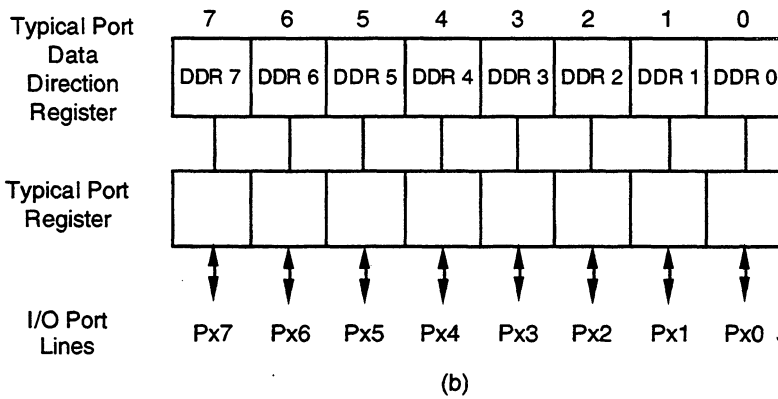 Typical Port
Data
Direction
Register
7 6 5 4 3 2 1 0
DDR 7 DDR 6 DDR 5 DDR 4 DDR 3 DDR 2 DDR 1 DDR 0
Typical Port
Register
I/O Port
Lines
Px7 Px6 Px5 Px4 Px3 Px2 Px1 Px0
(b)